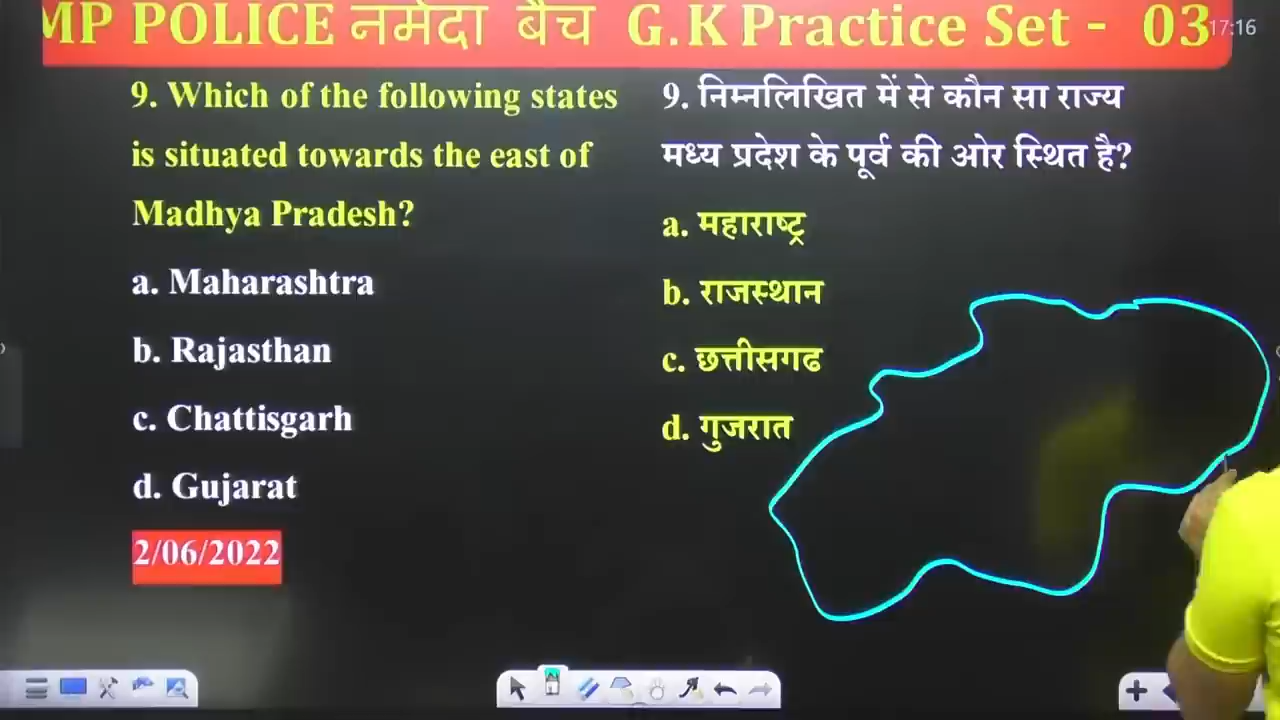 MP POLICE नर्मदा बैच G.K Practice Set - 03
17:16
9. Which of the following states
is situated towards the east of
Madhya Pradesh?
a. Maharashtra
b. Rajasthan
c. Chattisgarh
d. Gujarat
2/06/2022
9. निम्नलिखित में से कौन सा राज्य
मध्य प्रदेश के पूर्व की ओर स्थित है?
a. महाराष्ट्र
b. राजस्थान
c. छत्तीसगढ
d. गुजरात